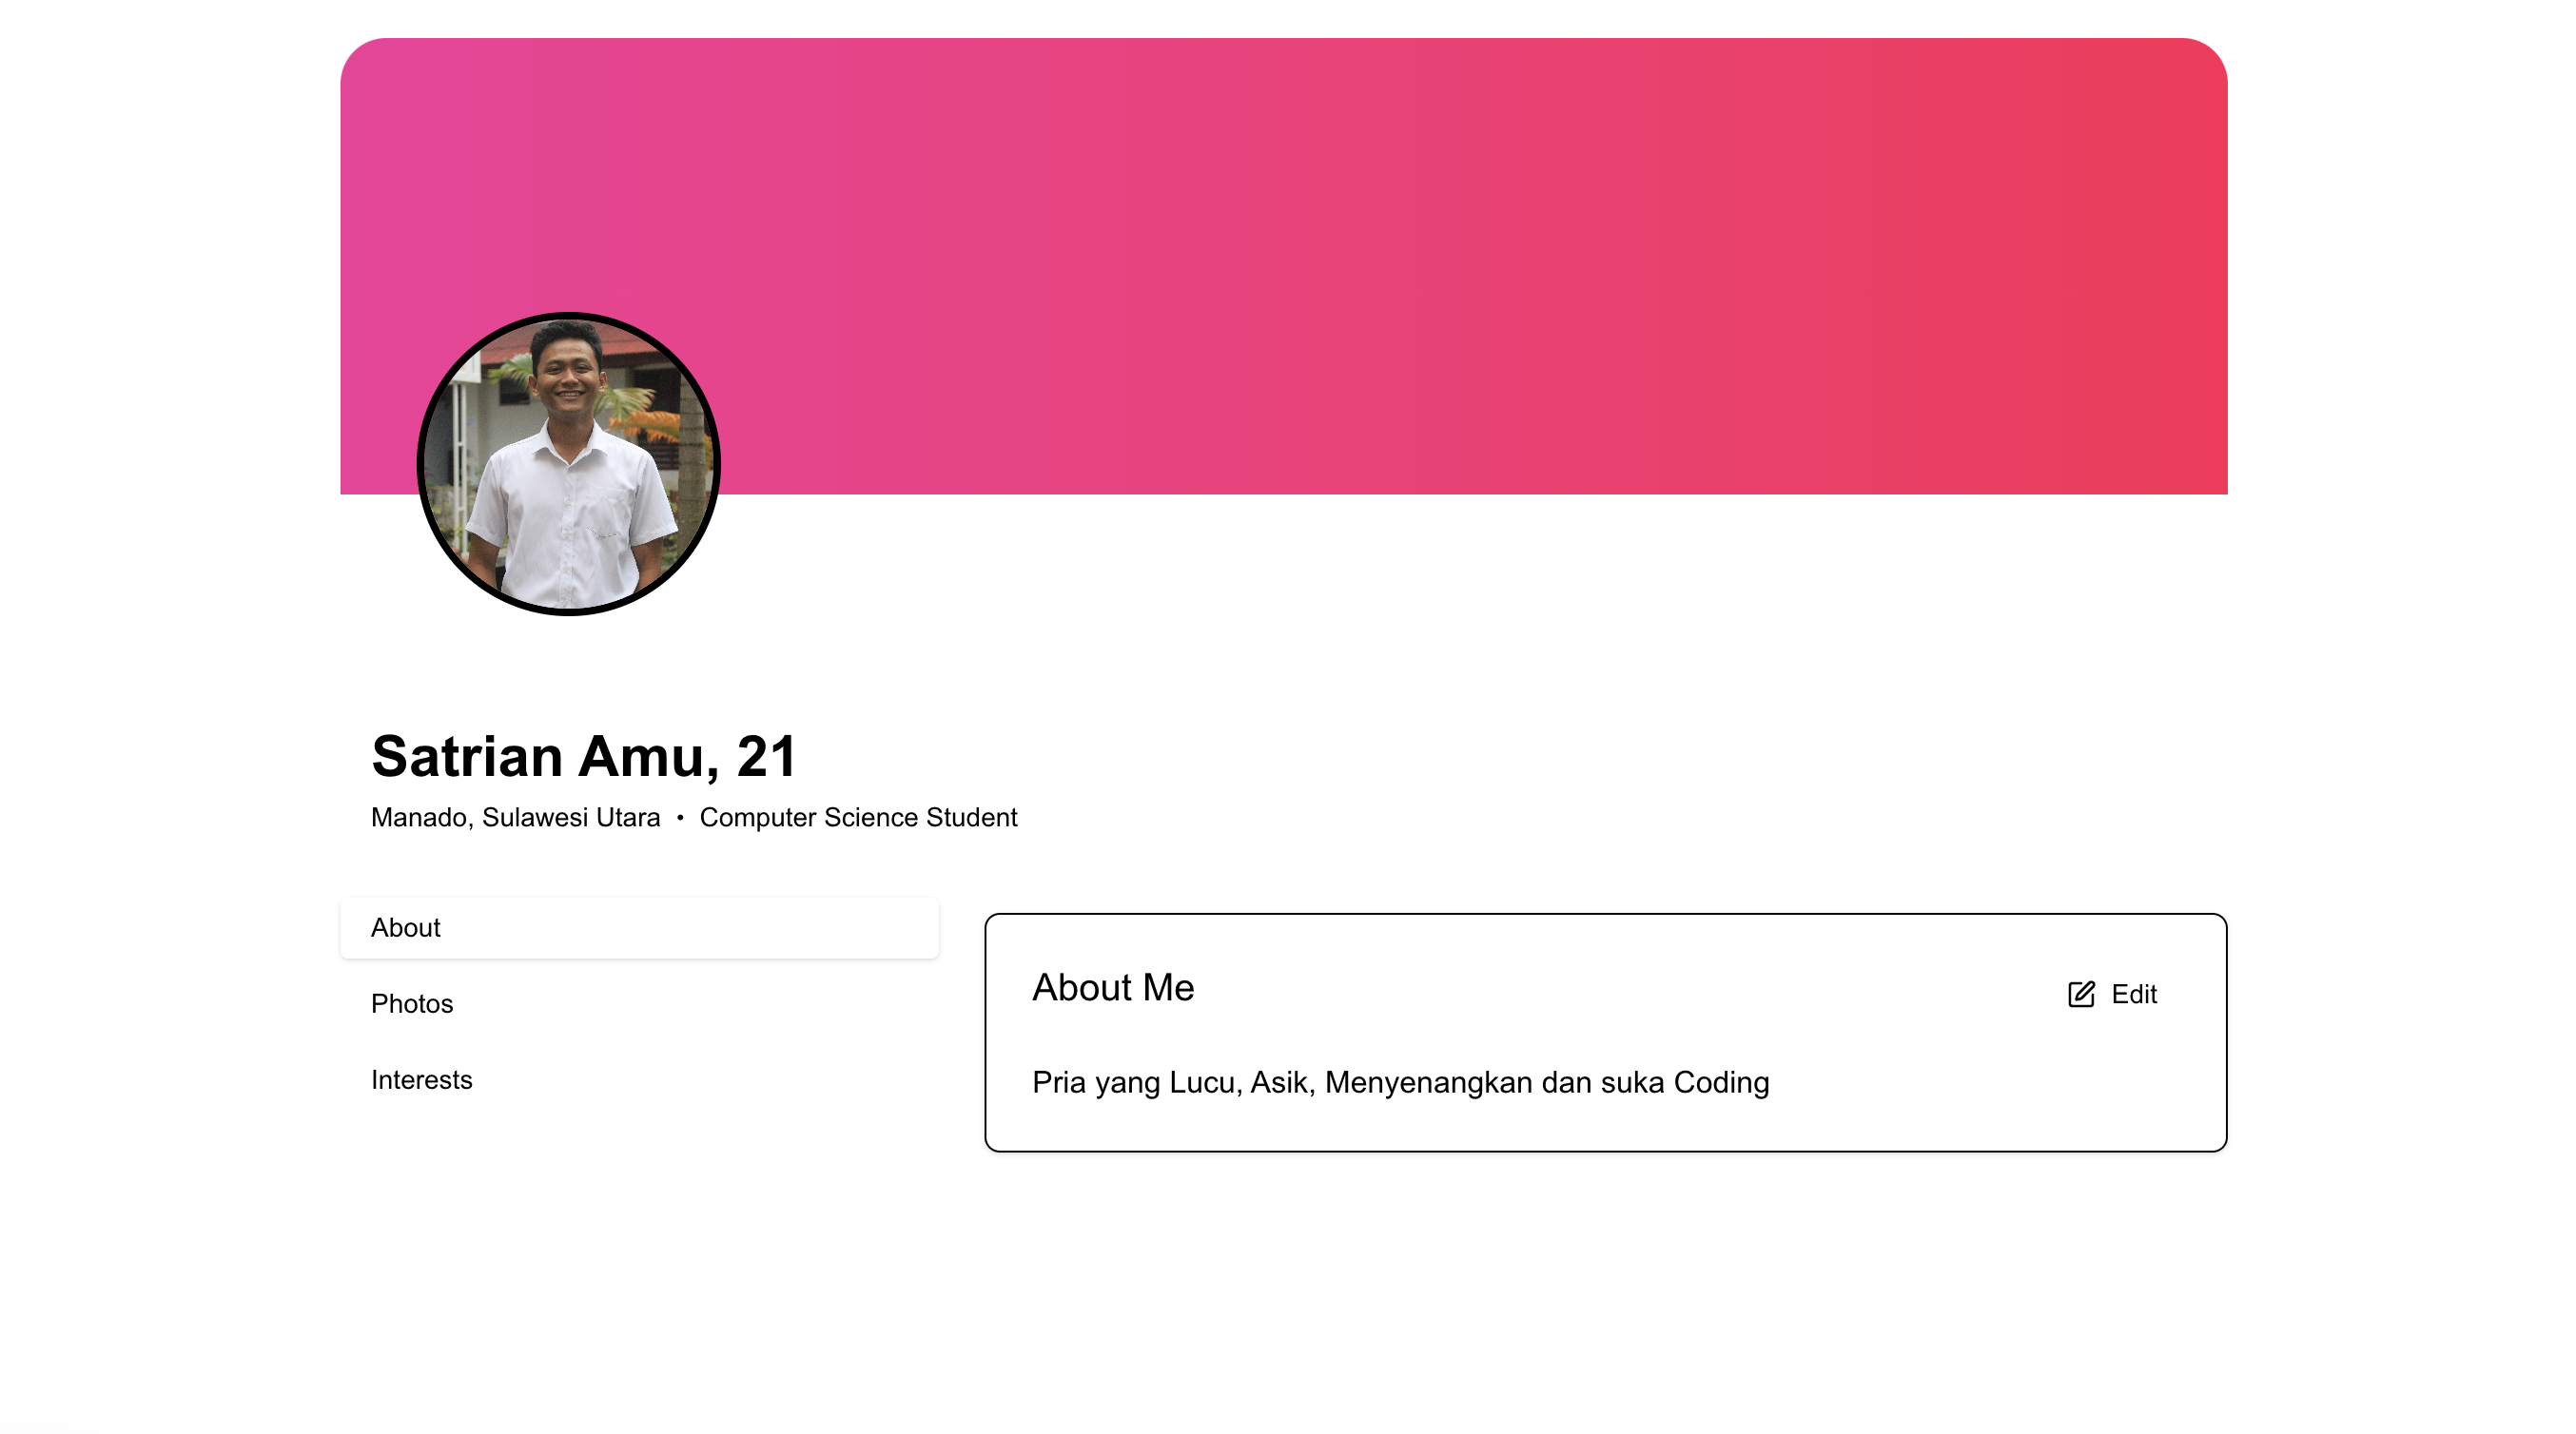 Satrian Amu, 21
Manado, Sulawesi Utara • Computer Science Student
About
Photos
Interests
About Me
Edit
Pria yang Lucu, Asik, Menyenangkan dan suka Coding